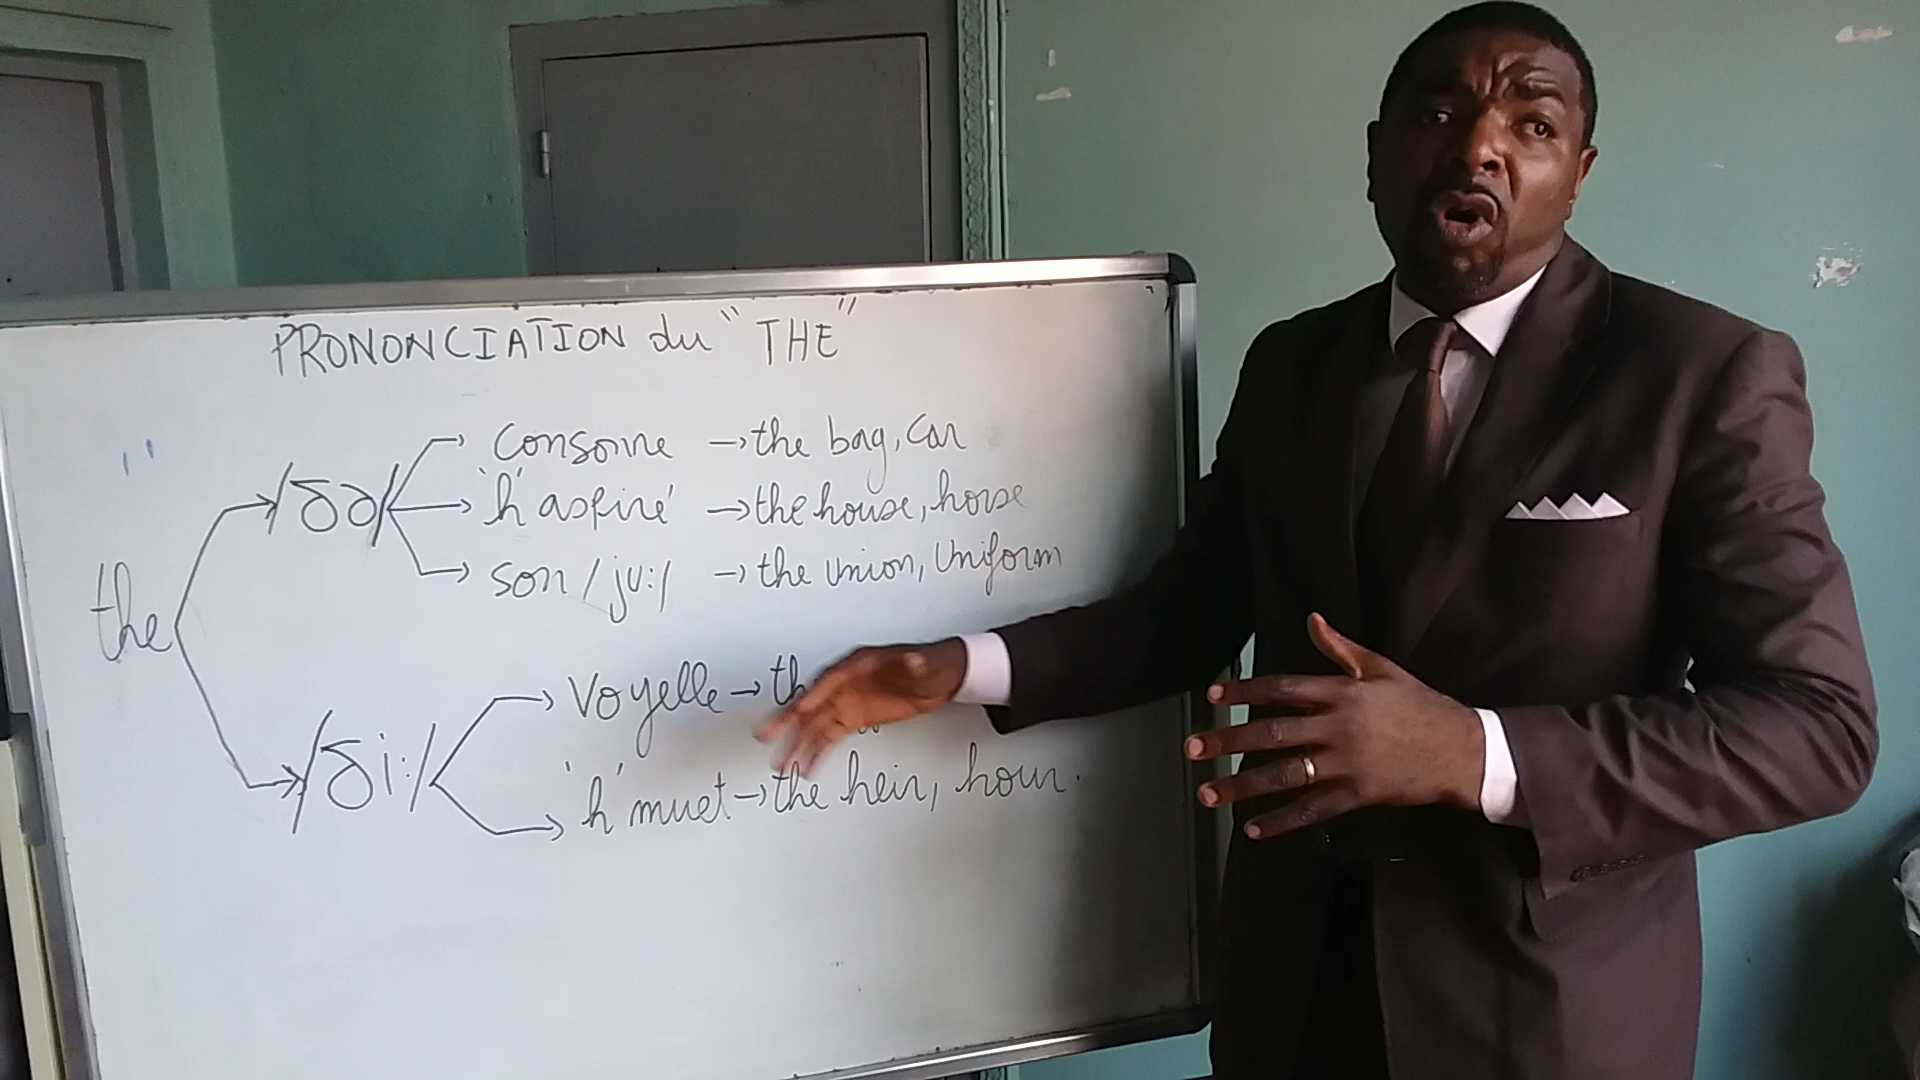 PRONONCIATION du "THE"
consonne → the bag, car
/ðə/ 'h' aspiré → the house, horse
son /ju:/ → the union, uniform
the
voyelle →
/ði:/
'h' muet → the heir, hour.